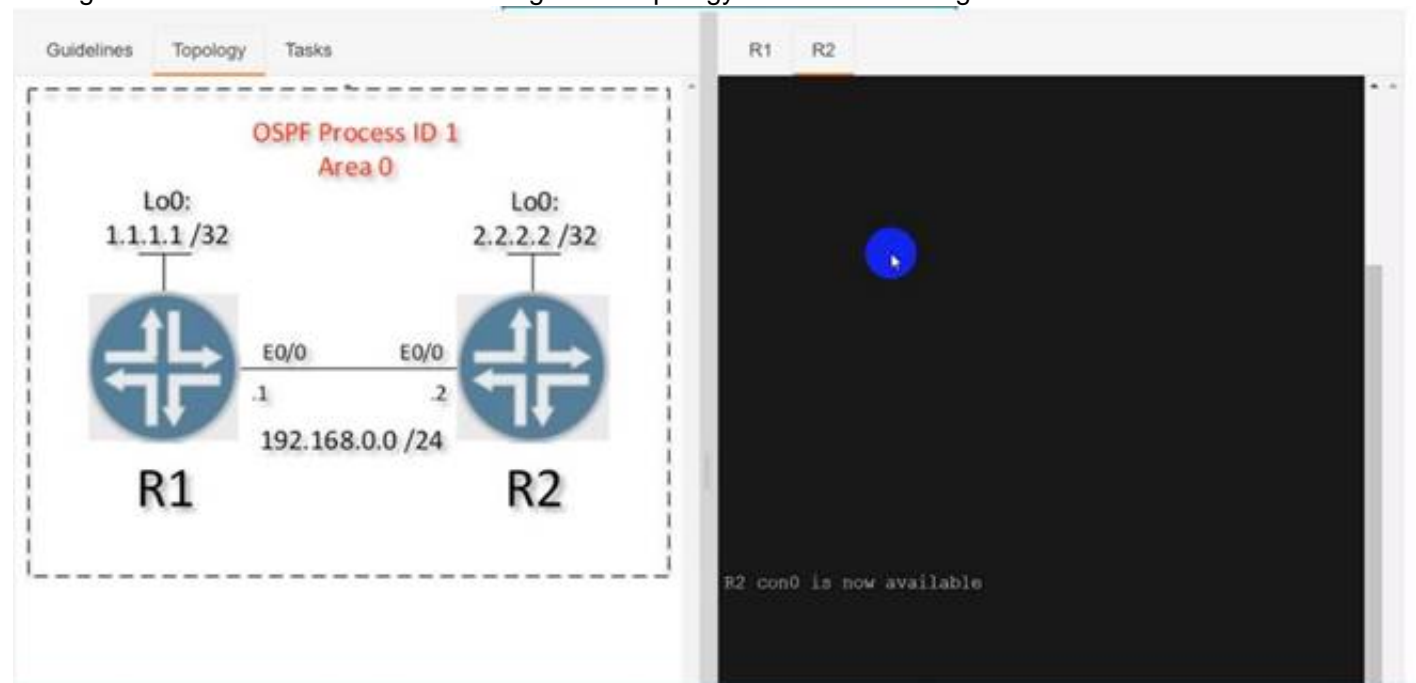 Guidelines Topology Tasks
R1 R2
OSPF Process ID 1
Area 0
Lo0: Lo0:
1.1.1.1 /32 2.2.2.2 /32
E0/0 E0/0
.1 .2
192.168.0.0 /24
R1 R2
R2 con0 is now available